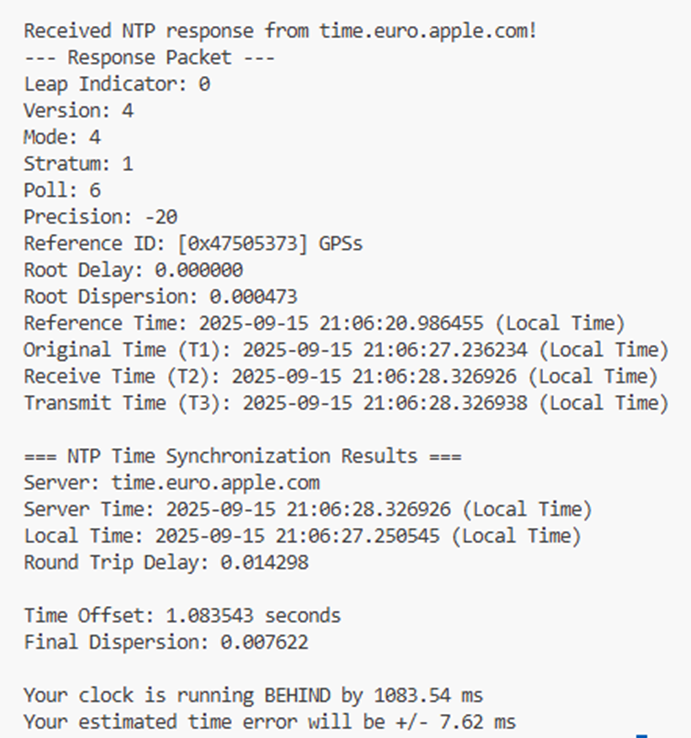 Received NTP response from time.euro.apple.com!
--- Response Packet ---
Leap Indicator: 0
Version: 4
Mode: 4
Stratum: 1
Poll: 6
Precision: -20
Reference ID: [0x47505373] GPSs
Root Delay: 0.000000
Root Dispersion: 0.000473
Reference Time: 2025-09-15 21:06:20.986455 (Local Time)
Original Time (T1): 2025-09-15 21:06:27.236234 (Local Time)
Receive Time (T2): 2025-09-15 21:06:28.326926 (Local Time)
Transmit Time (T3): 2025-09-15 21:06:28.326938 (Local Time)
=== NTP Time Synchronization Results ===
Server: time.euro.apple.com
Server Time: 2025-09-15 21:06:28.326926 (Local Time)
Local Time: 2025-09-15 21:06:27.250545 (Local Time)
Round Trip Delay: 0.014298
Time Offset: 1.083543 seconds
Final Dispersion: 0.007622
Your clock is running BEHIND by 1083.54 ms
Your estimated time error will be +/- 7.62 ms